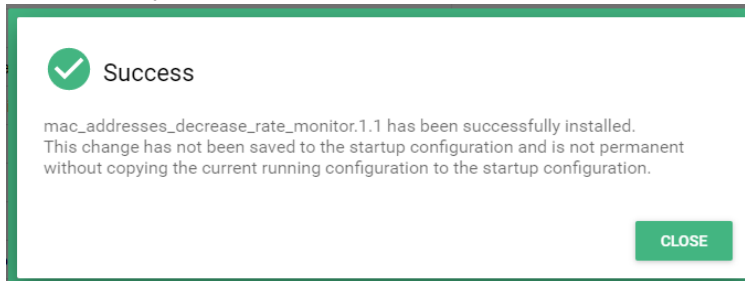 Success
mac_addresses_decrease_rate_monitor.1.1 has been successfully installed.
This change has not been saved to the startup configuration and is not permanent
without copying the current running configuration to the startup configuration.
CLOSE